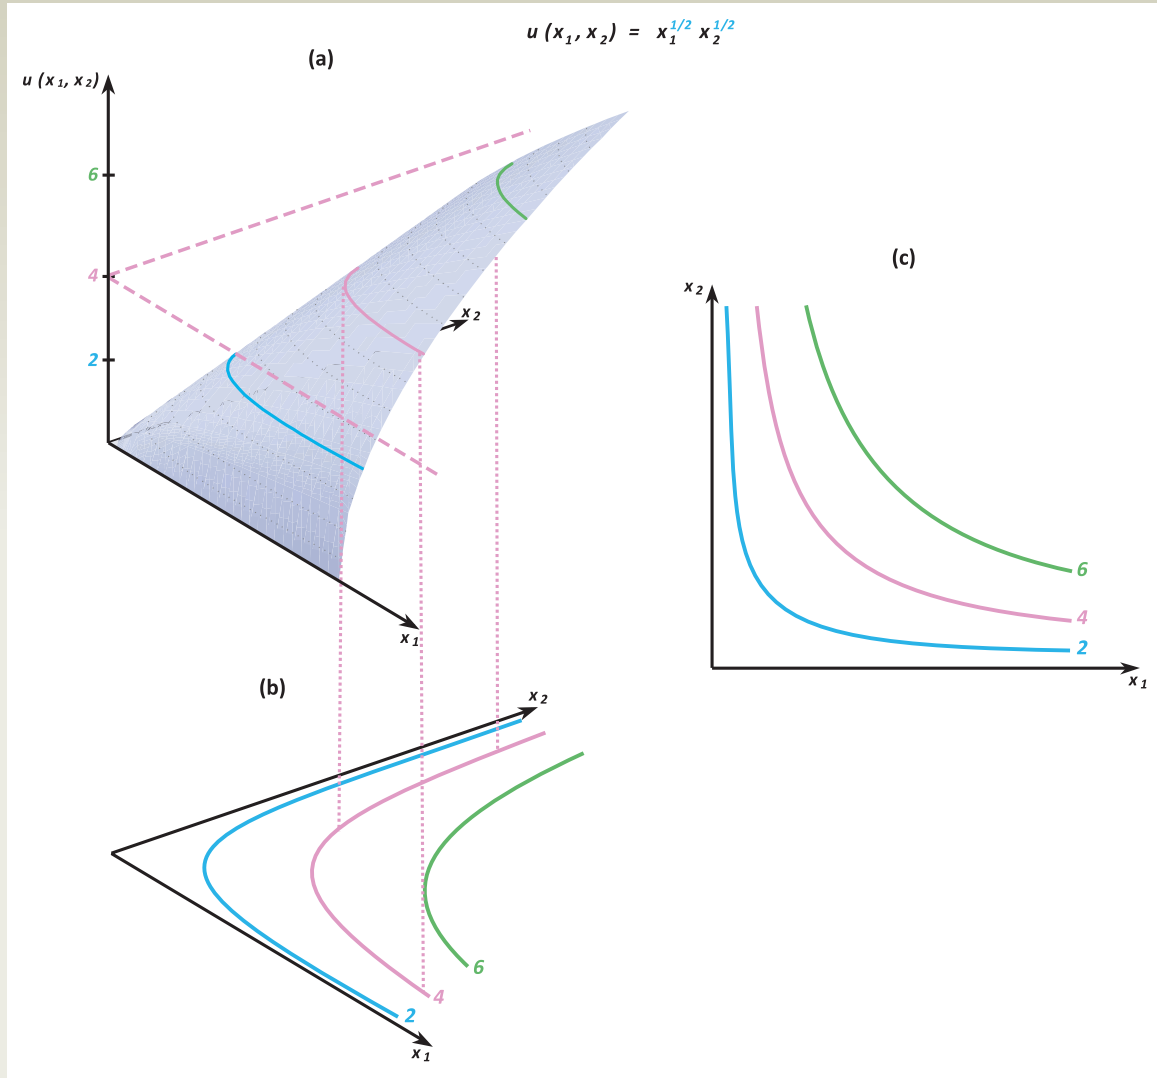 u (x₁, x₂) = x₁^1/2 x₂^1/2
(a)
u (x₁, x₂)
6
4
2
x₂
x₁
(c)
x₂
6
4
2
x₁
(b)
x₂
6
4
2
x₁